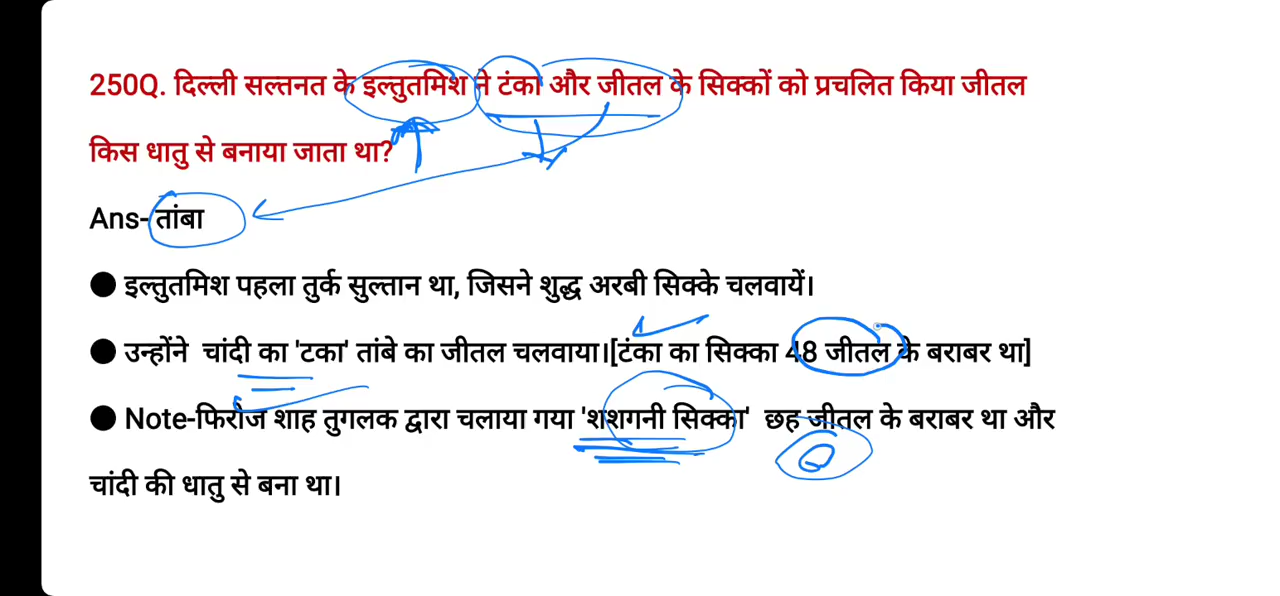 250Q. दिल्ली सल्तनत के इल्तुतमिश ने टंका और जीतल के सिक्कों को प्रचलित किया जीतल
किस धातु से बनाया जाता था?
Ans- तांबा
● इल्तुतमिश पहला तुर्क सुल्तान था, जिसने शुद्ध अरबी सिक्के चलवायें।
● उन्होंने चांदी का 'टका' तांबे का जीतल चलवाया।[टंका का सिक्का 48 जीतल के बराबर था]
● Note-फिरोज शाह तुगलक द्वारा चलाया गया 'शशगनी सिक्का' छह जीतल के बराबर था और
चांदी की धातु से बना था।